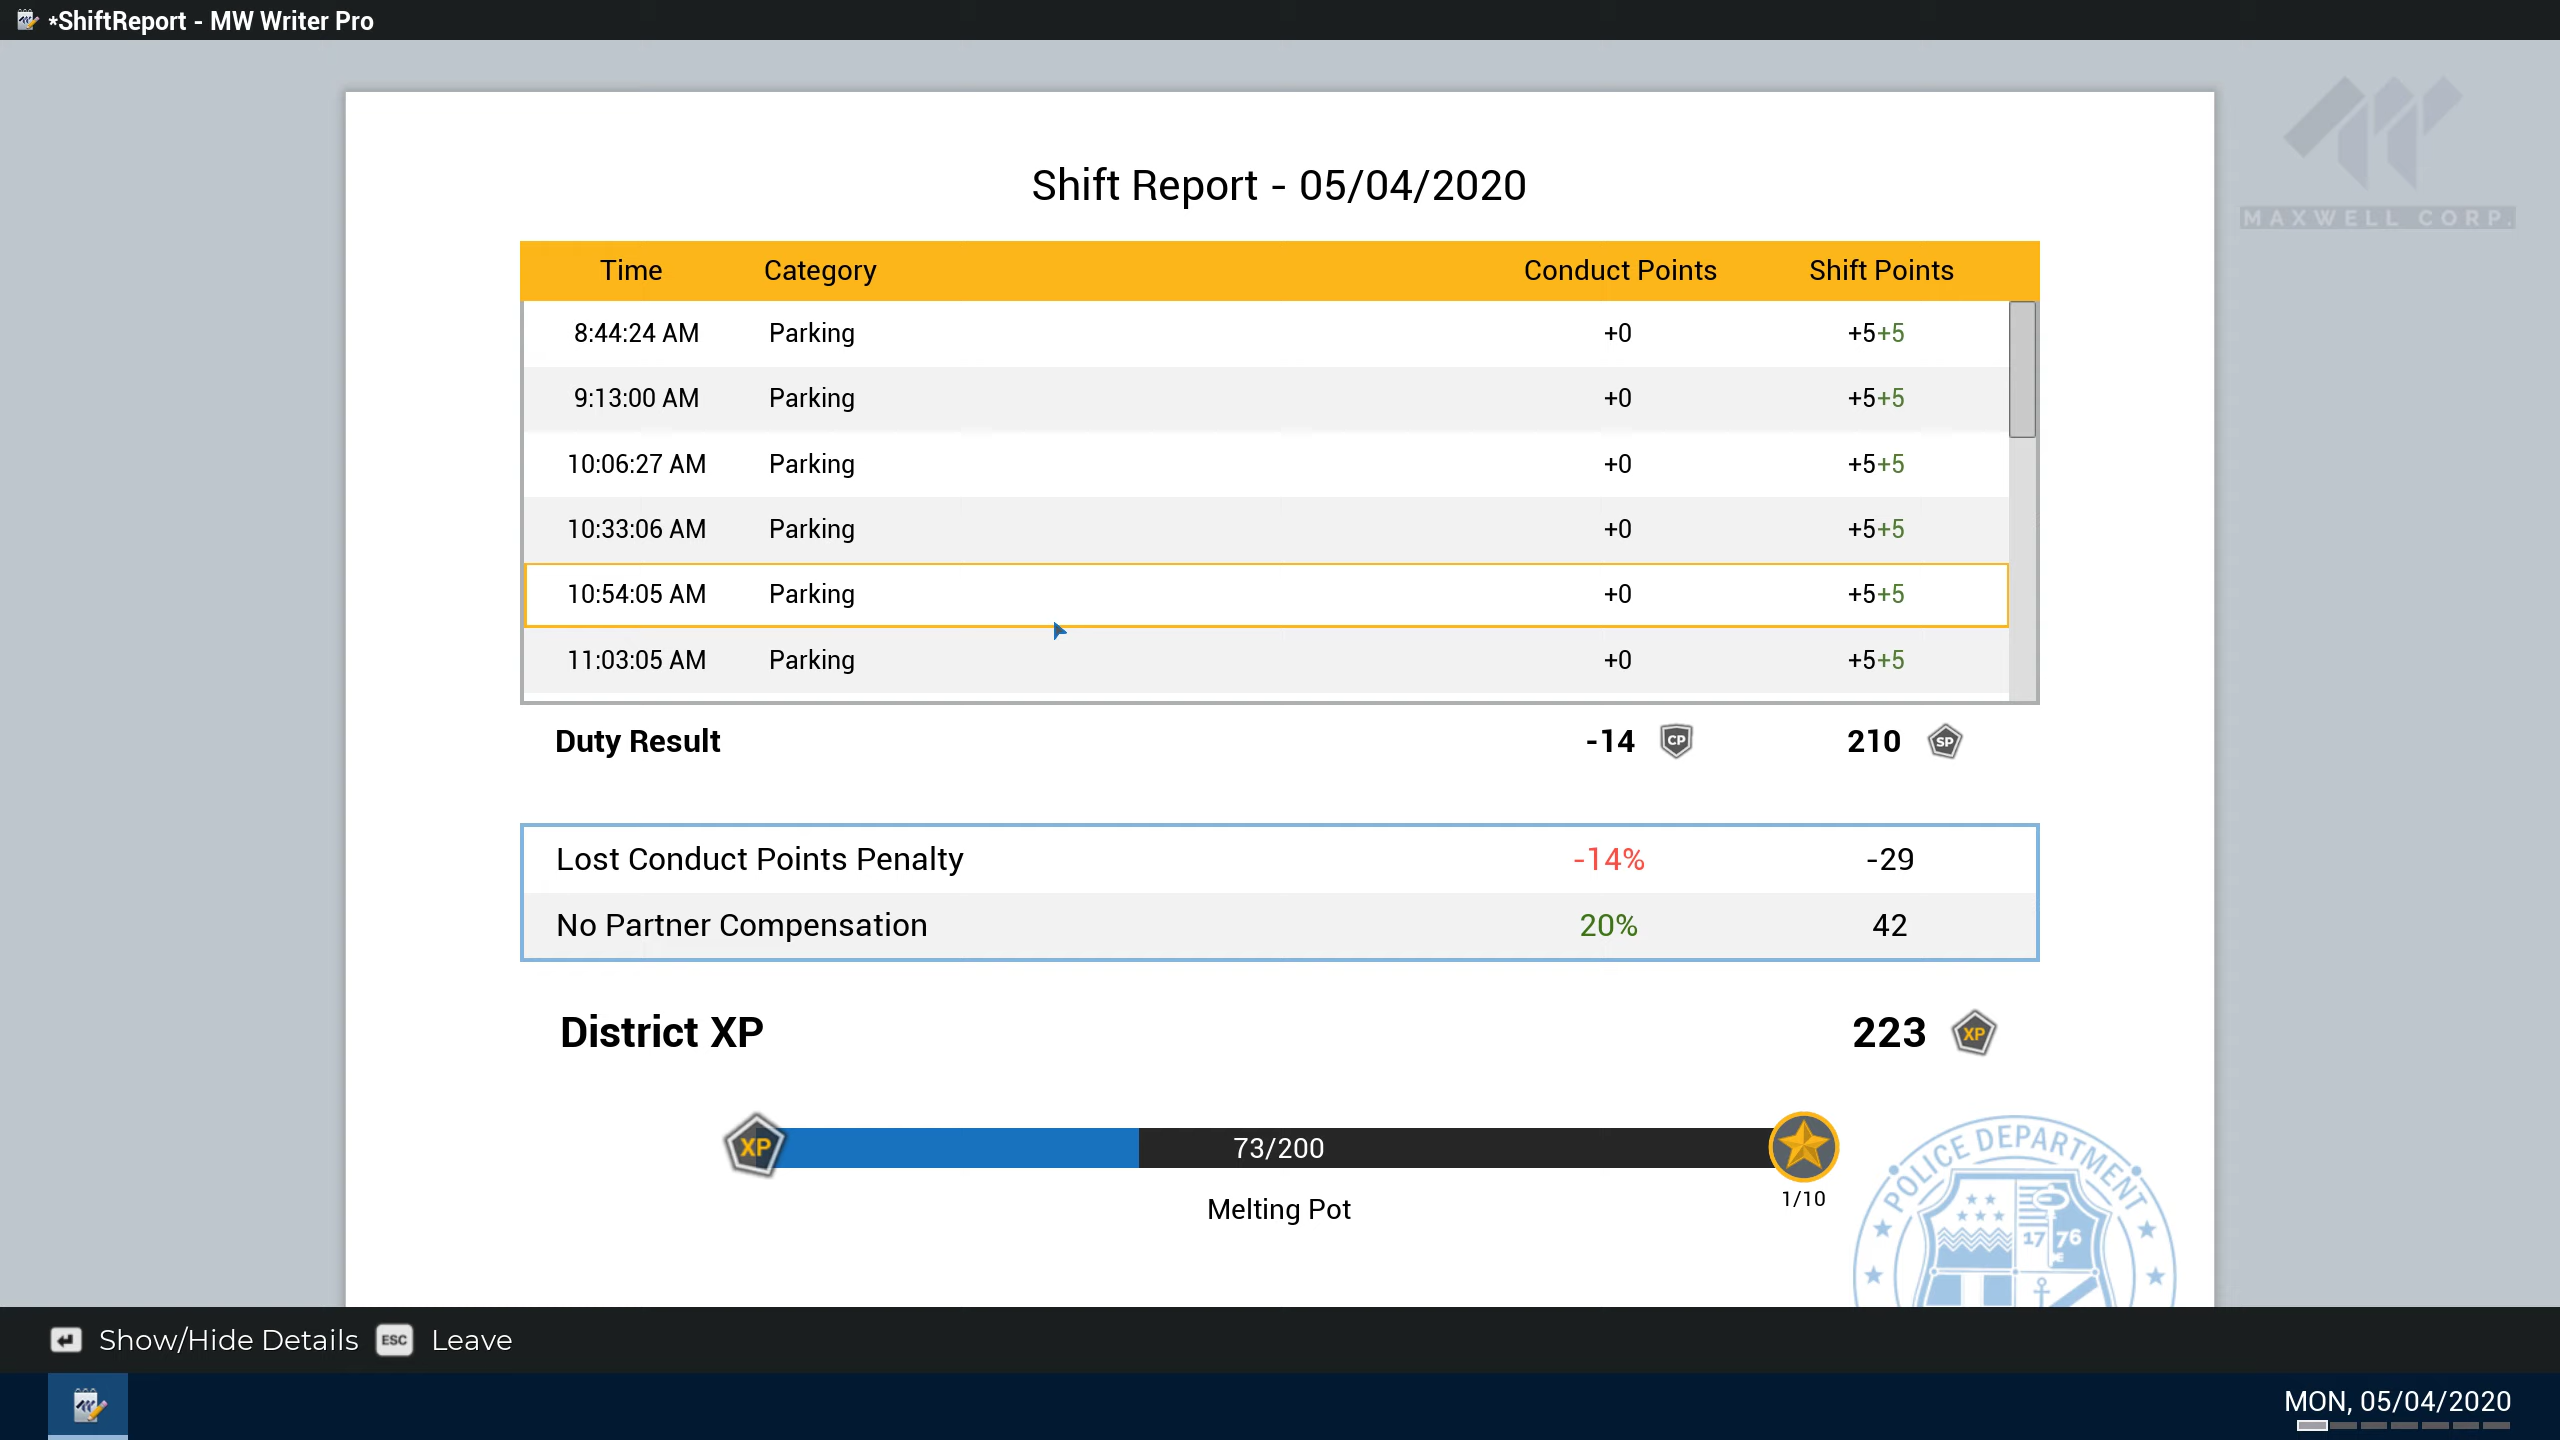 *ShiftReport - MW Writer Pro
MAXWELL CORP.
Shift Report - 05/04/2020
Time Category Conduct Points Shift Points
8:44:24 AM Parking +0 +5+5
9:13:00 AM Parking +0 +5+5
10:06:27 AM Parking +0 +5+5
10:33:06 AM Parking +0 +5+5
10:54:05 AM Parking +0 +5+5
11:03:05 AM Parking +0 +5+5
Duty Result -14 CP 210 SP
Lost Conduct Points Penalty -14% -29
No Partner Compensation 20% 42
District XP 223 XP
XP 73/200
1/10
Melting Pot
POLICE DEPARTMENT
1776
Show/Hide Details ESC Leave
MON, 05/04/2020